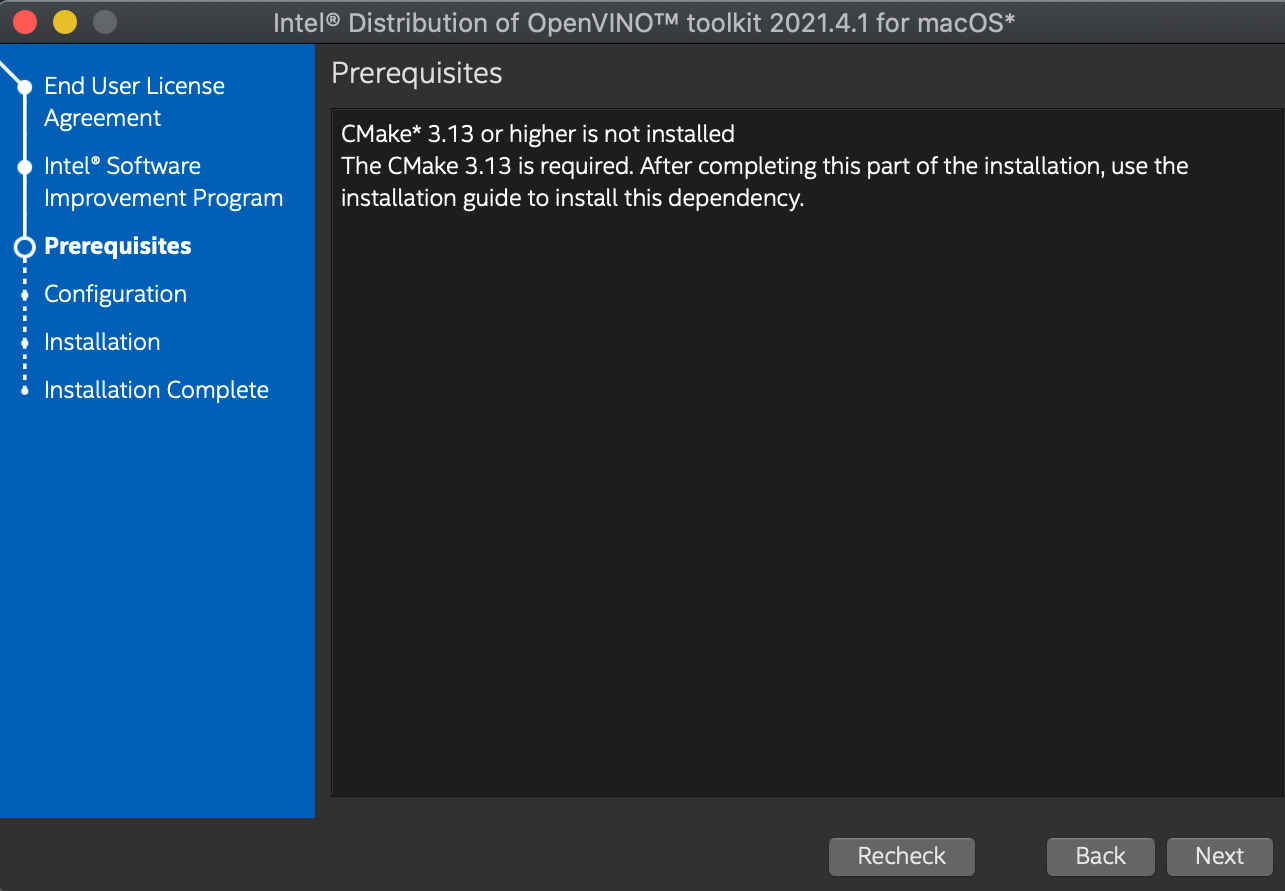 Intel® Distribution of OpenVINO™ toolkit 2021.4.1 for macOS*
End User License
Agreement
Intel® Software
Improvement Program
Prerequisites
Configuration
Installation
Installation Complete
Prerequisites
CMake* 3.13 or higher is not installed
The CMake 3.13 is required. After completing this part of the installation, use the
installation guide to install this dependency.
Recheck
Back
Next